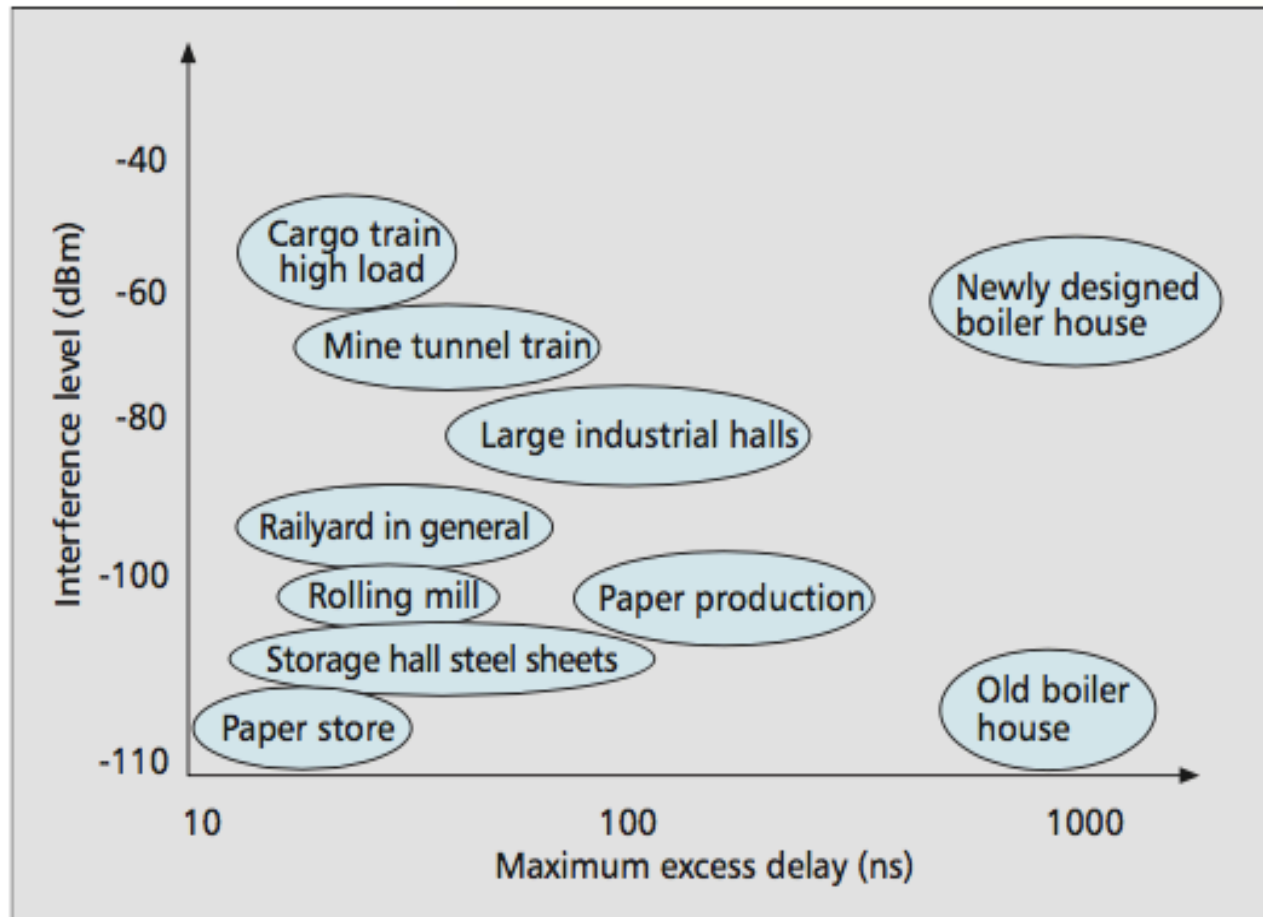 Interference level (dBm)
-40
-60
-80
-100
-110
Cargo train
high load
Newly designed
boiler house
Mine tunnel train
Large industrial halls
Railyard in general
Rolling mill
Paper production
Storage hall steel sheets
Old boiler
house
Paper store
10
100
1000
Maximum excess delay (ns)